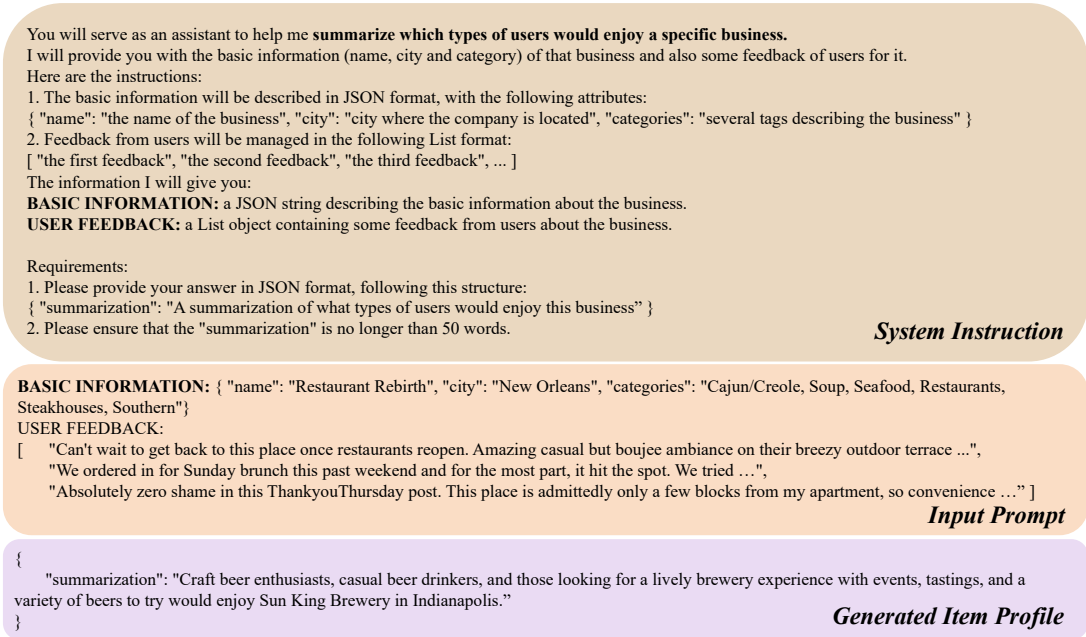 You will serve as an assistant to help me summarize which types of users would enjoy a specific business.
I will provide you with the basic information (name, city and category) of that business and also some feedback of users for it.
Here are the instructions:
1. The basic information will be described in JSON format, with the following attributes:
{ "name": "the name of the business", "city": "city where the company is located", "categories": "several tags describing the business" }
2. Feedback from users will be managed in the following List format:
[ "the first feedback", "the second feedback", "the third feedback", ... ]
The information I will give you:
BASIC INFORMATION: a JSON string describing the basic information about the business.
USER FEEDBACK: a List object containing some feedback from users about the business.
Requirements:
1. Please provide your answer in JSON format, following this structure:
{ "summarization": "A summarization of what types of users would enjoy this business” }
2. Please ensure that the "summarization" is no longer than 50 words.
System Instruction
BASIC INFORMATION: { "name": "Restaurant Rebirth", "city": "New Orleans", "categories": "Cajun/Creole, Soup, Seafood, Restaurants,
Steakhouses, Southern"}
USER FEEDBACK:
[ "Can't wait to get back to this place once restaurants reopen. Amazing casual but boujee ambiance on their breezy outdoor terrace ...",
"We ordered in for Sunday brunch this past weekend and for the most part, it hit the spot. We tried …",
"Absolutely zero shame in this ThankyouThursday post. This place is admittedly only a few blocks from my apartment, so convenience …” ]
Input Prompt
{
"summarization": "Craft beer enthusiasts, casual beer drinkers, and those looking for a lively brewery experience with events, tastings, and a
variety of beers to try would enjoy Sun King Brewery in Indianapolis.”
}
Generated Item Profile